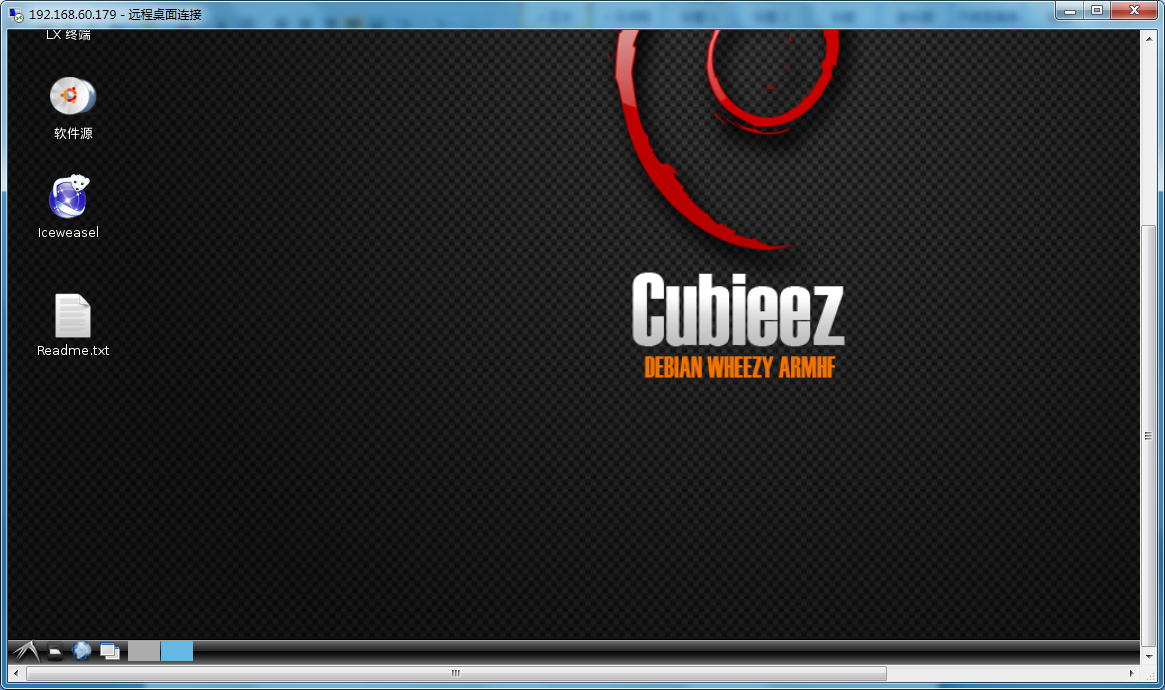 192.168.60.179 - 远程桌面连接
LX 终端
软件源
Iceweasel
Readme.txt
Cubieez
DEBIAN WHEEZY ARMHF